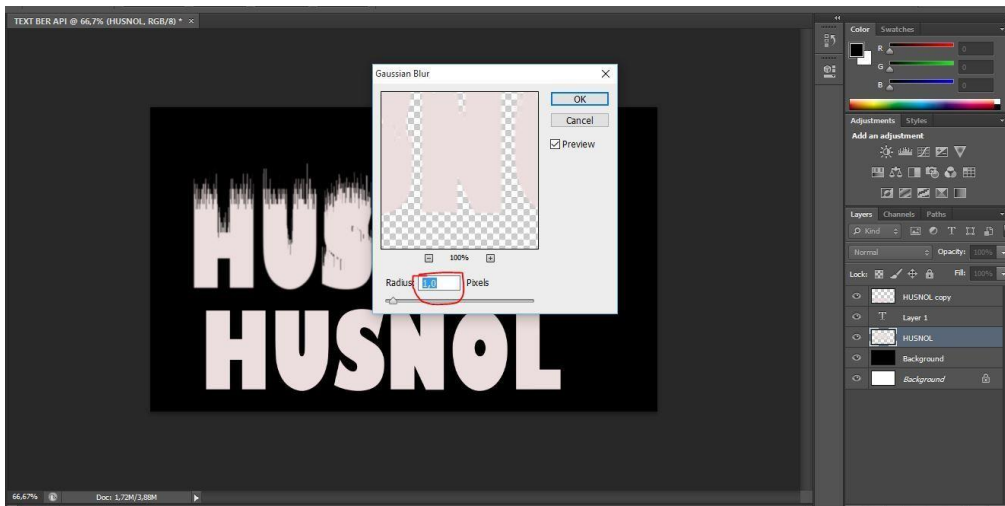 TEXT BER API @ 66,7% (HUSNOL, RGB/8) * ×
Color Swatches
R 0
G 0
B 0
Gaussian Blur
OK
Cancel
Preview
100%
Radius: 1,0 Pixels
HUS
HUSNOL
Adjustments Styles
Add an adjustment
Layers Channels Paths
Kind
Normal Opacity: 100%
Lock: Fill: 100%
HUSNOL copy
T Layer 1
HUSNOL
Background
Background
66,67% Doc: 1,72M/3,88M